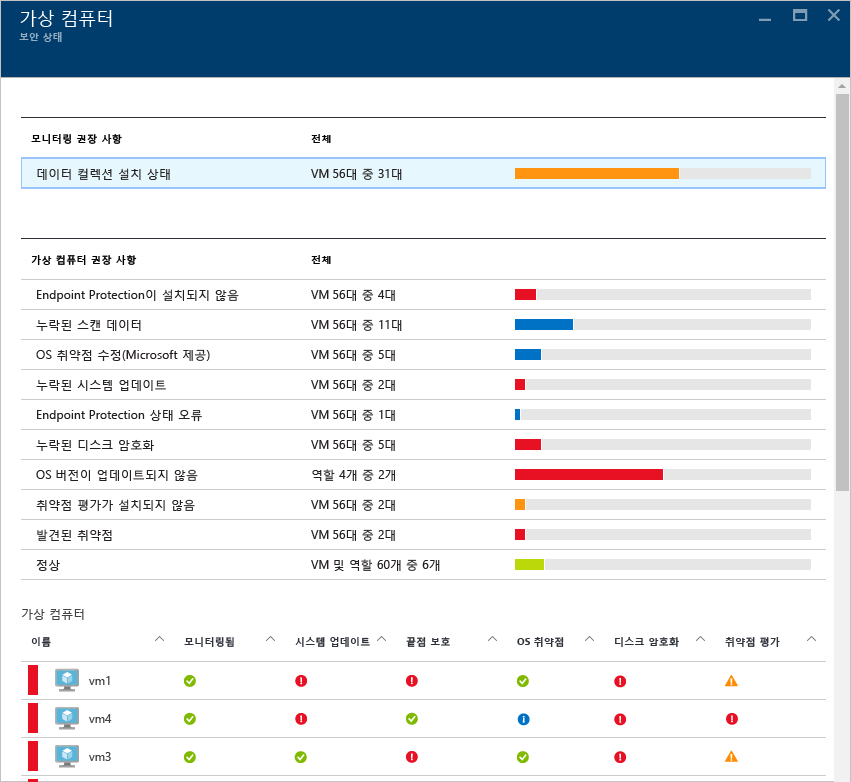 가상 컴퓨터
보안 상태
모니터링 권장 사항 전체
데이터 컬렉션 설치 상태 VM 56대 중 31대
가상 컴퓨터 권장 사항 전체
Endpoint Protection이 설치되지 않음 VM 56대 중 4대
누락된 스캔 데이터 VM 56대 중 11대
OS 취약점 수정(Microsoft 제공) VM 56대 중 5대
누락된 시스템 업데이트 VM 56대 중 2대
Endpoint Protection 상태 오류 VM 56대 중 1대
누락된 디스크 암호화 VM 56대 중 5대
OS 버전이 업데이트되지 않음 역할 4개 중 2개
취약점 평가가 설치되지 않음 VM 56대 중 2대
발견된 취약점 VM 56대 중 2대
정상 VM 및 역할 60개 중 6개
가상 컴퓨터
이름 모니터링됨 시스템 업데이트 끝점 보호 OS 취약점 디스크 암호화 취약점 평가
vm1
vm4
vm3